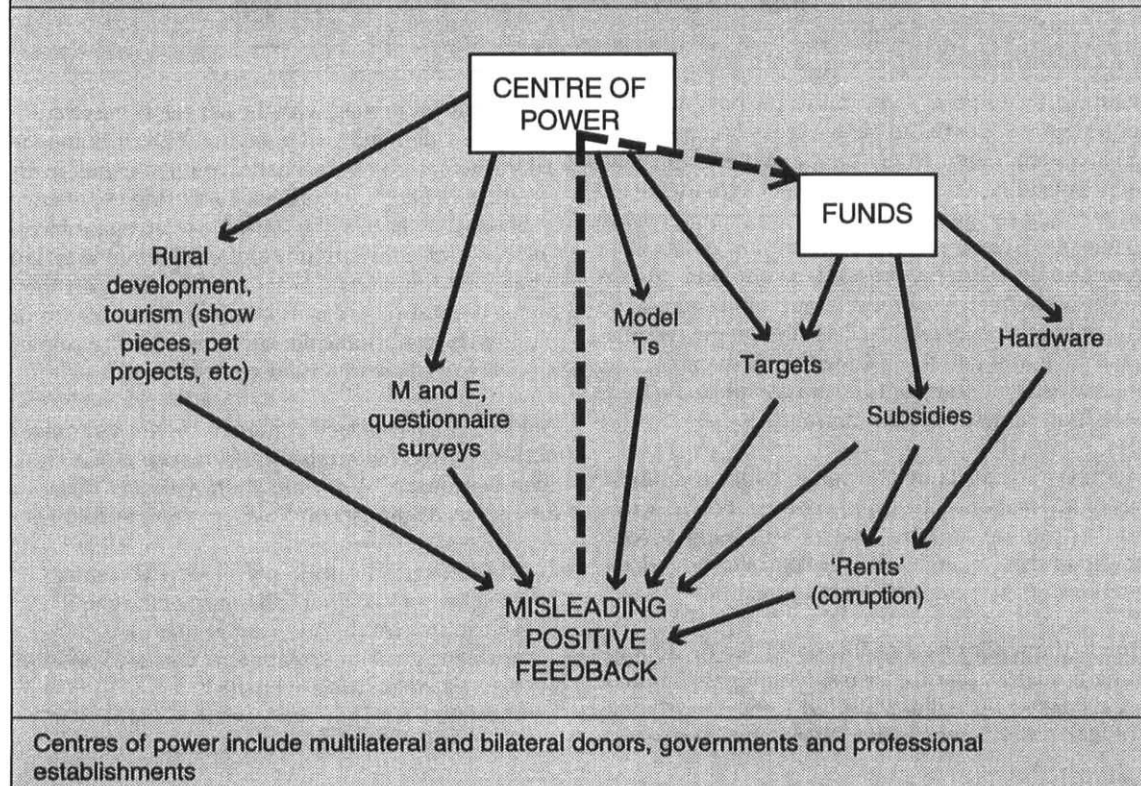 CENTRE OF
POWER
FUNDS
Rural
development,
tourism (show
pieces, pet
projects, etc)
M and E,
questionnaire
surveys
Model
Ts
Targets
Subsidies
Hardware
'Rents'
(corruption)
MISLEADING
POSITIVE
FEEDBACK
Centres of power include multilateral and bilateral donors, governments and professional
establishments